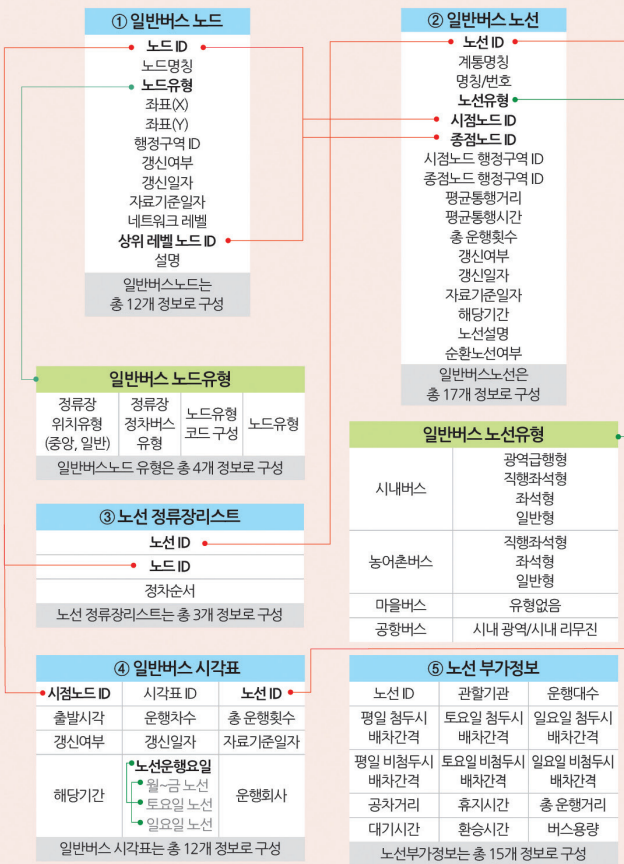 ① 일반버스 노드
노드 ID
노드명칭
노드유형
좌표(X)
좌표(Y)
행정구역 ID
갱신여부
갱신일자
자료기준일자
네트워크 레벨
상위 레벨 노드 ID
설명
일반버스노드는
총 12개 정보로 구성
② 일반버스 노선
노선 ID
계통명칭
명칭/번호
노선유형
시점노드 ID
종점노드 ID
시점노드 행정구역 ID
종점노드 행정구역 ID
평균통행거리
평균통행시간
총 운행횟수
갱신여부
갱신일자
자료기준일자
해당기간
노선설명
순환노선여부
일반버스노선은
총 17개 정보로 구성
일반버스 노드유형
정류장
위치유형
(중앙, 일반)
정류장
정차버스
유형
노드유형
코드 구성
노드유형
일반버스노드 유형은 총 4개 정보로 구성
일반버스 노선유형
시내버스
광역급행형
직행좌석형
좌석형
일반형
농어촌버스
직행좌석형
좌석형
일반형
마을버스
유형없음
공항버스
시내 광역/시내 리무진
③ 노선 정류장리스트
노선 ID
노드 ID
정차순서
노선 정류장리스트는 총 3개 정보로 구성
④ 일반버스 시각표
시점노드 ID
시각표 ID
노선 ID
출발시각
운행차수
총 운행횟수
갱신여부
갱신일자
자료기준일자
해당기간
노선운행요일
월~금 노선
토요일 노선
일요일 노선
운행회사
일반버스 시각표는 총 12개 정보로 구성
⑤ 노선 부가정보
노선 ID
관할기관
운행대수
평일 첨두시
배차간격
토요일 첨두시
배차간격
일요일 첨두시
배차간격
평일 비첨두시
배차간격
토요일 비첨두시
배차간격
일요일 비첨두시
배차간격
공차거리
휴지시간
총 운행거리
대기시간
환승시간
버스용량
노선부가정보는 총 15개 정보로 구성